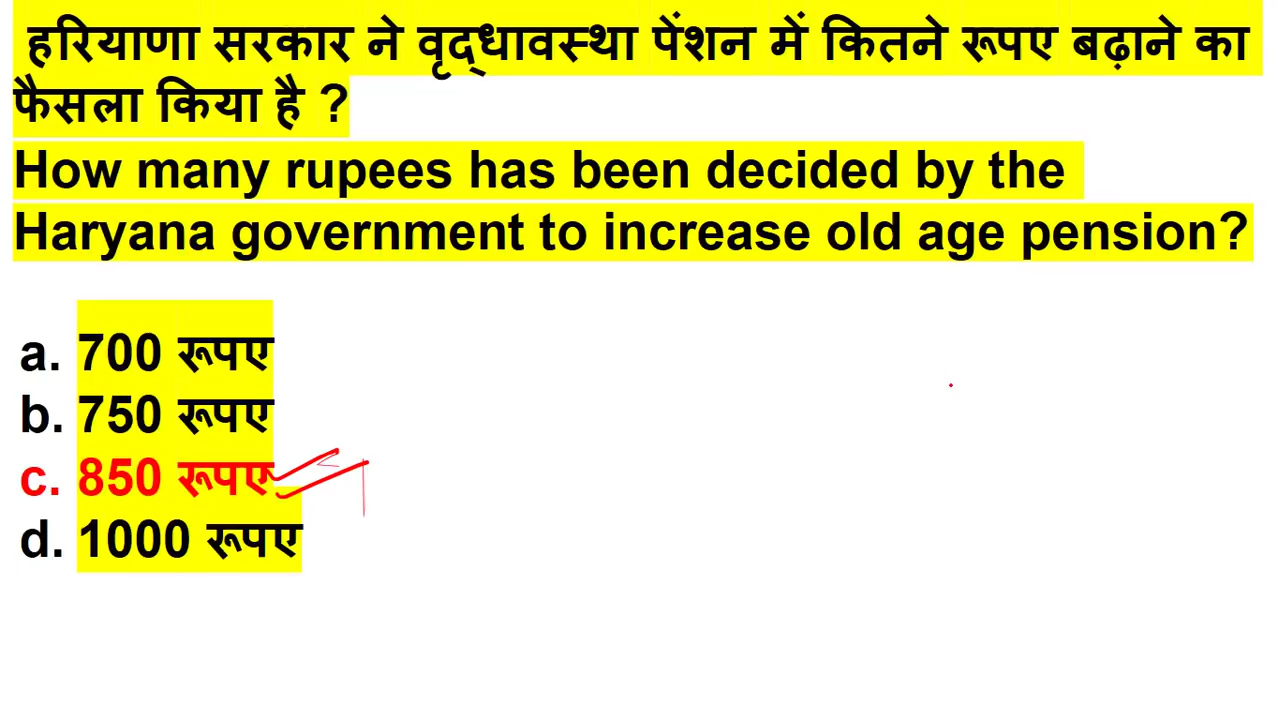 हरियाणा सरकार ने वृद्धावस्था पेंशन में कितने रूपए बढ़ाने का
फैसला किया है ?
How many rupees has been decided by the
Haryana government to increase old age pension?
a. 700 रूपए
b. 750 रूपए
c. 850 रूपए
d. 1000 रूपए